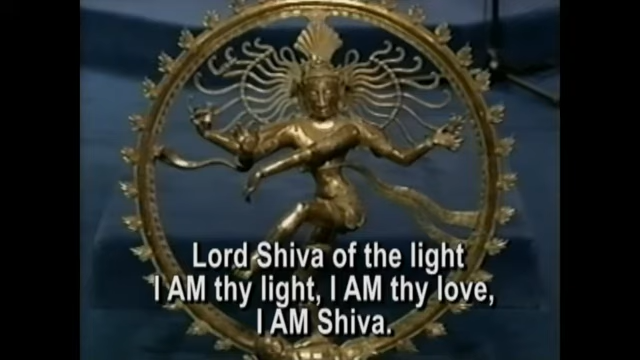 Lord Shiva of the light
I AM thy light, I AM thy love,
I AM Shiva.